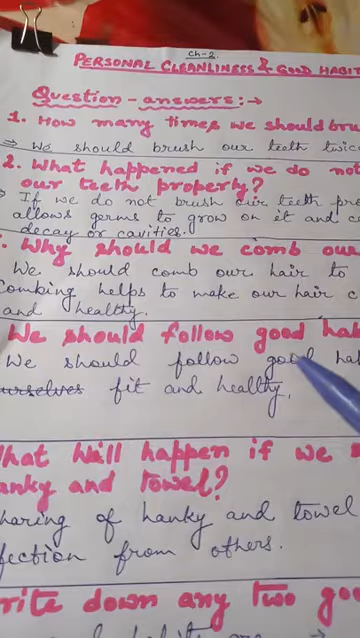 Ch-2.
PERSONAL CLEANLINESS & GOOD HABIT
Question-answers:→
1. How many times we should bru
⇒ We should brush our teeth twic
2. What happened if we do not
our teeth properly?
If we do not brush our teeth pro
allows germs to grow on it and c
decay or cavities.
Why should we comb our
We should comb our hair to
Combing helps to make our hair c
and healthy.
We should follow good hab
We should follow good hab
ourselves fit and healthy.
hat will happen if we s
anky and towel?
haring of hanky and towel
fection from others.
rite down any two goo